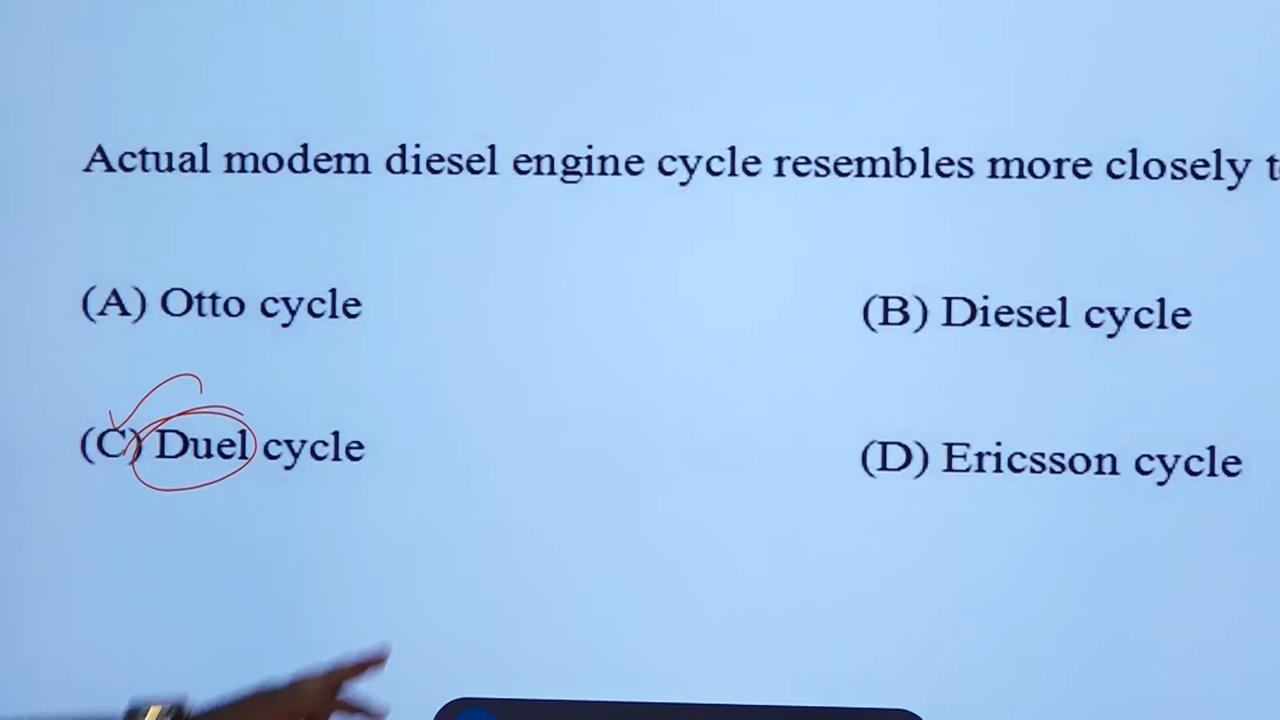 Actual modem diesel engine cycle resembles more closely
(A) Otto cycle
(B) Diesel cycle
(C) Duel cycle
(D) Ericsson cycle